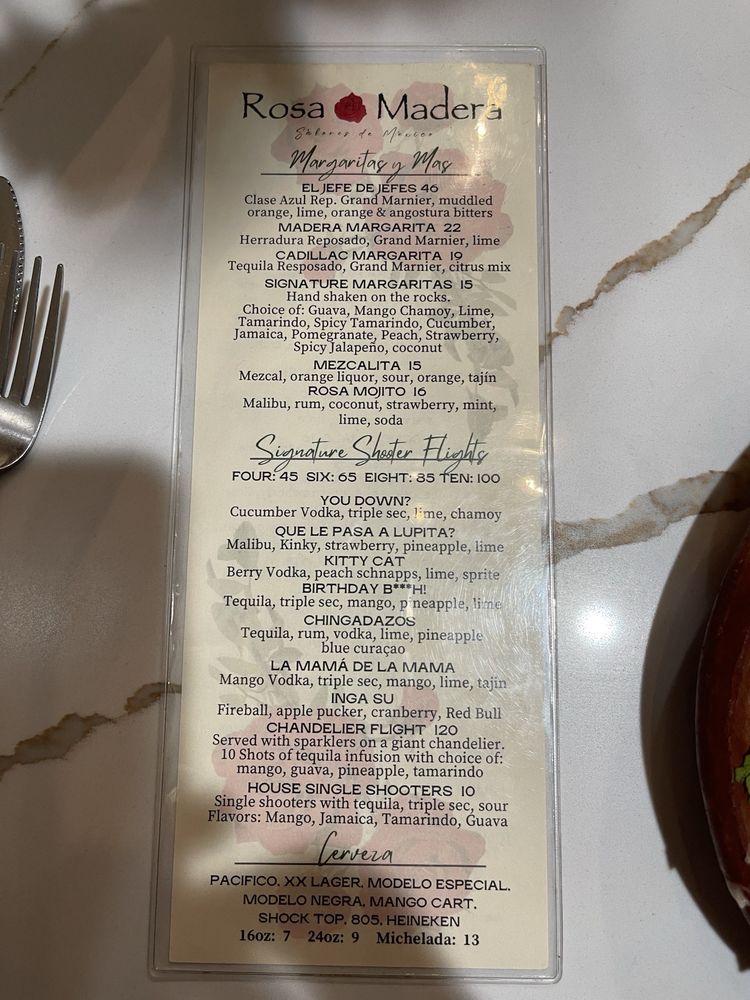 Rosa Madera
Sabores de Mexico
Margaritas y Mas
EL JEFE DE JEFES 46
Clase Azul Rep. Grand Marnier, muddled
orange, lime, orange & angostura bitters
MADERA MARGARITA 22
Herradura Reposado, Grand Marnier, lime
CADILLAC MARGARITA 19
Tequila Resposado, Grand Marnier, citrus mix
SIGNATURE MARGARITAS 15
Hand shaken on the rocks.
Choice of: Guava, Mango Chamoy, Lime,
Tamarindo, Spicy Tamarindo, Cucumber,
Jamaica, Pomegranate, Peach, Strawberry,
Spicy Jalapeño, coconut
MEZCALITA 15
Mezcal, orange liquor, sour, orange, tajín
ROSA MOJITO 16
Malibu, rum, coconut, strawberry, mint,
lime, soda
Signature Shooter Flights
FOUR: 45 SIX: 65 EIGHT: 85 TEN: 100
YOU DOWN?
Cucumber Vodka, triple sec, lime, chamoy
QUE LE PASA A LUPITA?
Malibu, Kinky, strawberry, pineapple, lime
KITTY CAT
Berry Vodka, peach schnapps, lime, sprite
BIRTHDAY B***H!
Tequila, triple sec, mango, pineapple, lime
CHINGADAZOS
Tequila, rum, vodka, lime, pineapple
blue curaçao
LA MAMÁ DE LA MAMA
Mango Vodka, triple sec, mango, lime, tajin
INGA SU
Fireball, apple pucker, cranberry, Red Bull
CHANDELIER FLIGHT 120
Served with sparklers on a giant chandelier.
10 Shots of tequila infusion with choice of:
mango, guava, pineapple, tamarindo
HOUSE SINGLE SHOOTERS 10
Single shooters with tequila, triple sec, sour
Flavors: Mango, Jamaica, Tamarindo, Guava
Cerveza
PACIFICO, XX LAGER, MODELO ESPECIAL,
MODELO NEGRA, MANGO CART,
SHOCK TOP, 805, HEINEKEN
16oz: 7 24oz: 9 Michelada: 13